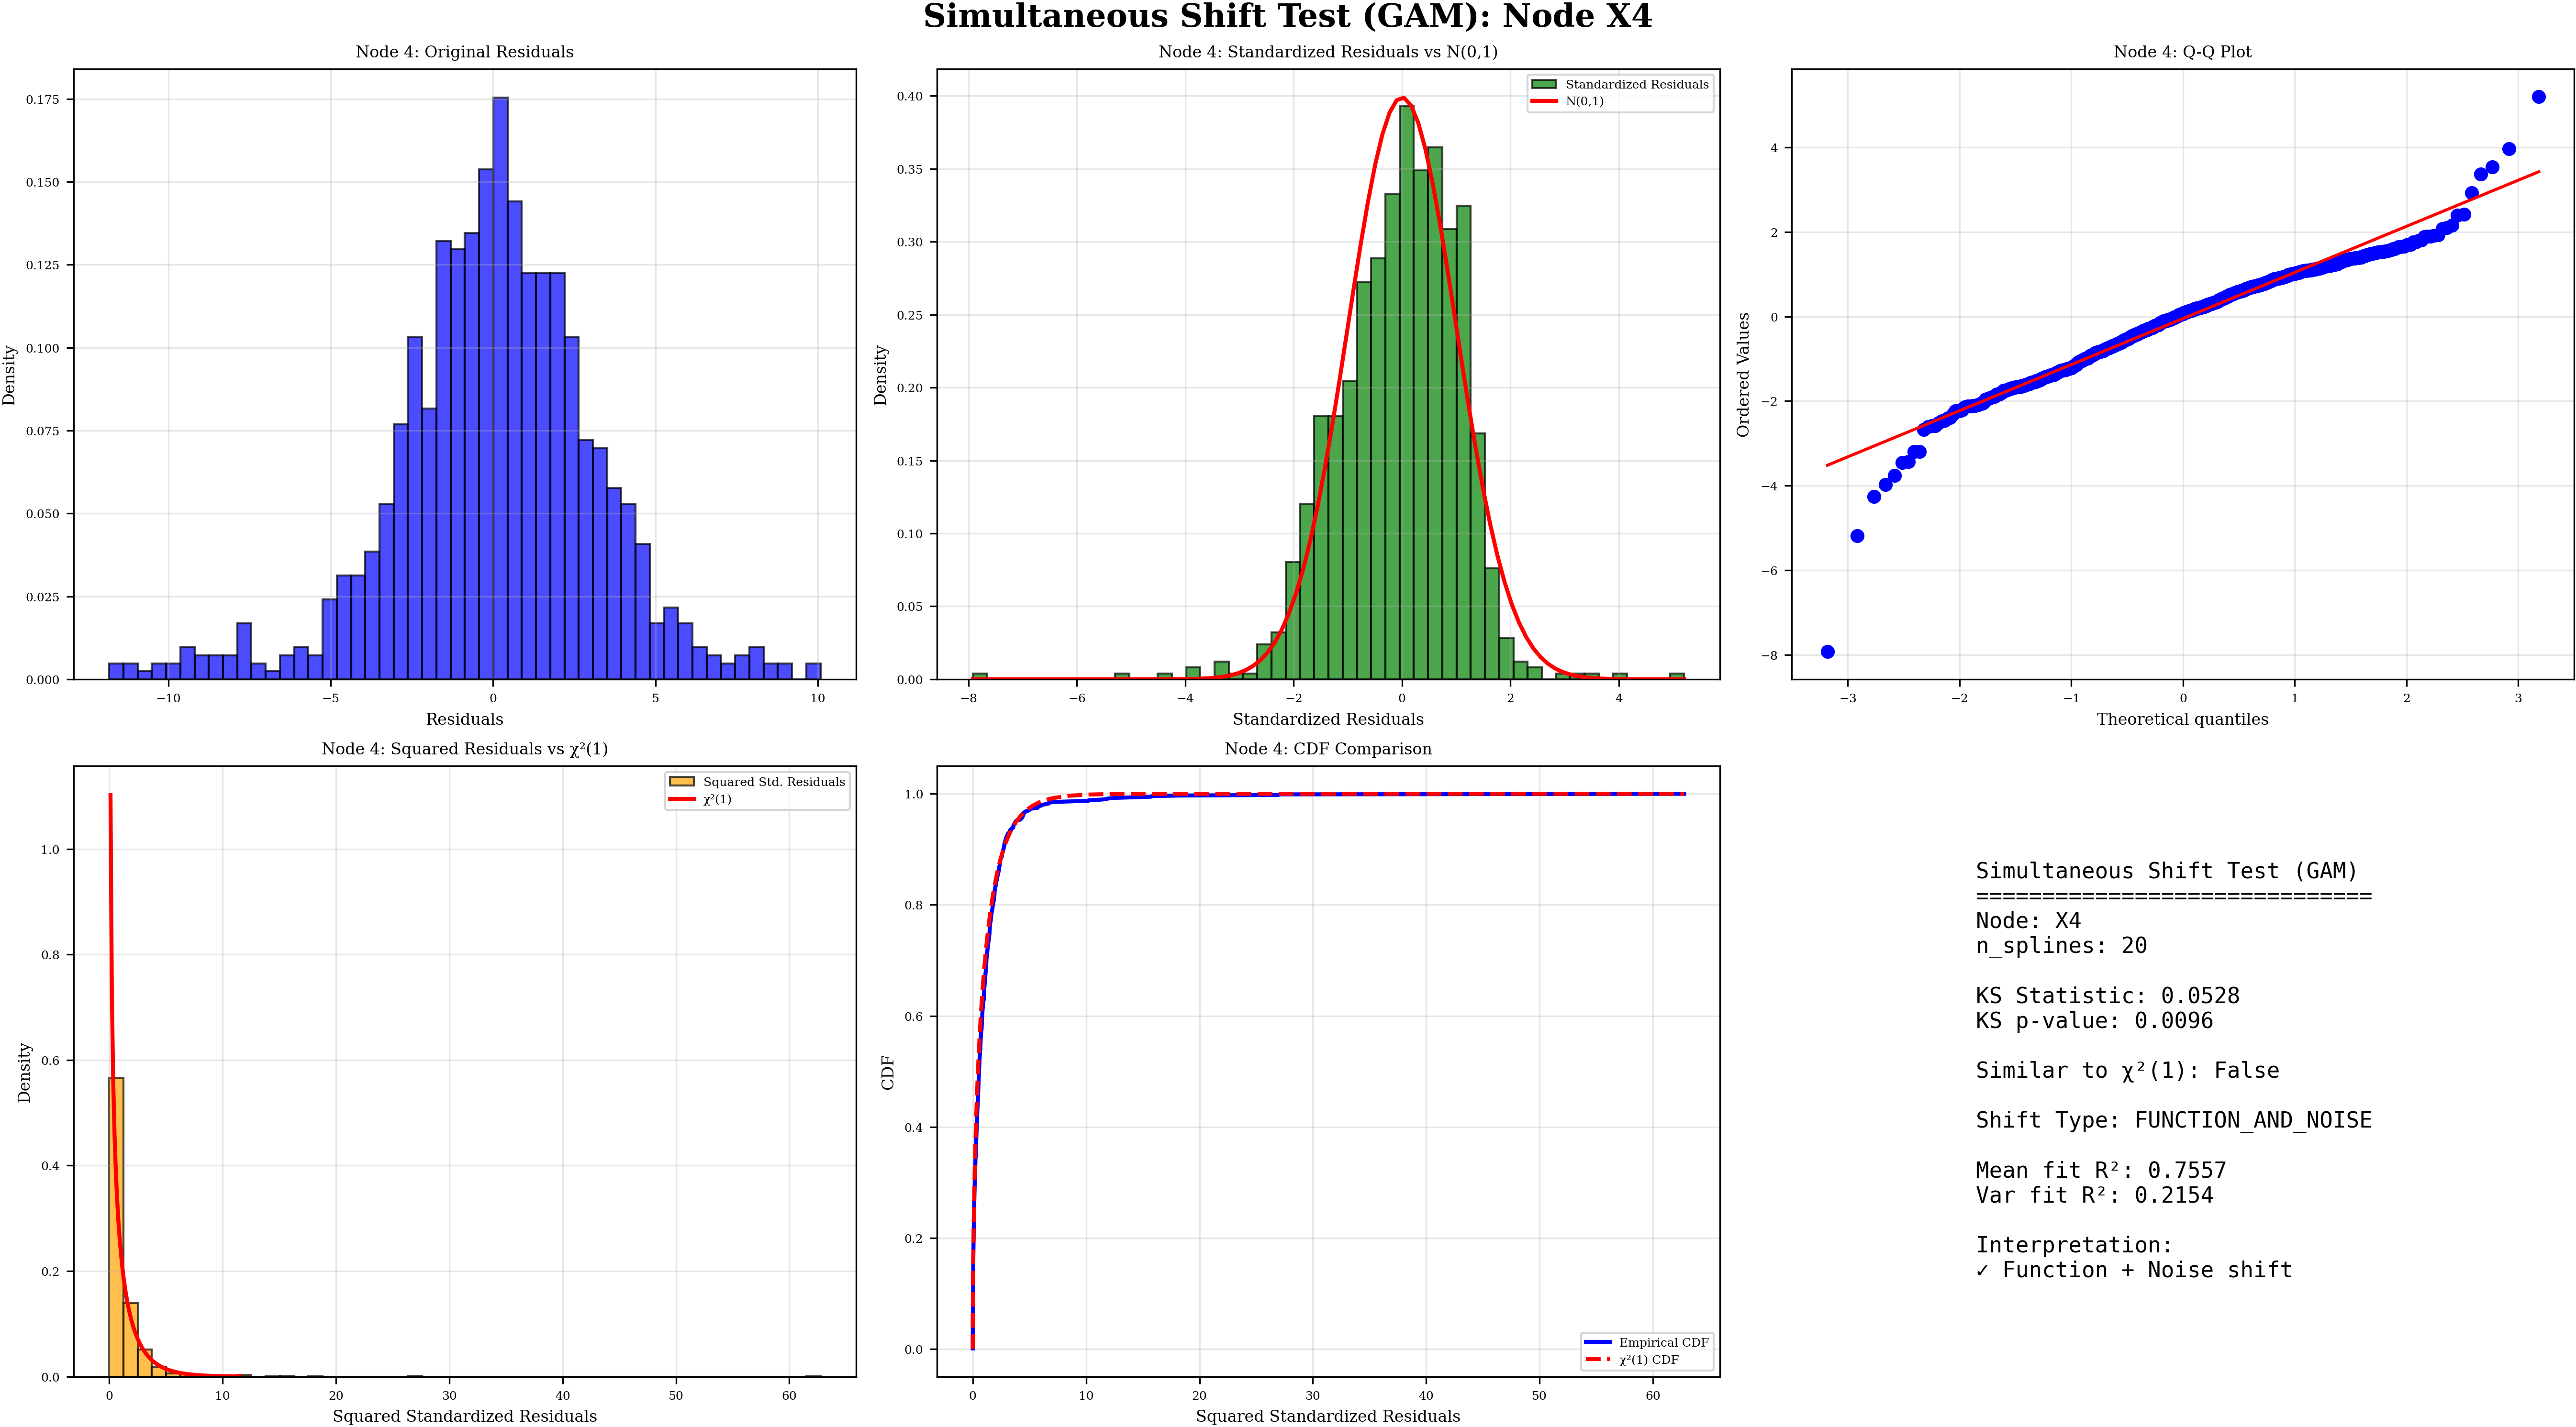 Simultaneous Shift Test (GAM): Node X4
Node 4: Original Residuals
Density
0.175
0.150
0.125
0.100
0.075
0.050
0.025
0.000
−10
−5
0
5
10
Residuals
Node 4: Standardized Residuals vs N(0,1)
Standardized Residuals
N(0,1)
Density
0.40
0.35
0.30
0.25
0.20
0.15
0.10
0.05
0.00
−8
−6
−4
−2
0
2
4
Standardized Residuals
Node 4: Q-Q Plot
Ordered Values
4
2
0
−2
−4
−6
−8
−3
−2
−1
0
1
2
3
Theoretical quantiles
Node 4: Squared Residuals vs χ²(1)
Squared Std. Residuals
χ²(1)
Density
1.0
0.8
0.6
0.4
0.2
0.0
0
10
20
30
40
50
60
Squared Standardized Residuals
Node 4: CDF Comparison
CDF
1.0
0.8
0.6
0.4
0.2
0.0
Empirical CDF
χ²(1) CDF
0
10
20
30
40
50
60
Squared Standardized Residuals
Simultaneous Shift Test (GAM)
==============================
Node: X4
n_splines: 20
KS Statistic: 0.0528
KS p-value: 0.0096
Similar to χ²(1): False
Shift Type: FUNCTION_AND_NOISE
Mean fit R²: 0.7557
Var fit R²: 0.2154
Interpretation:
✓ Function + Noise shift